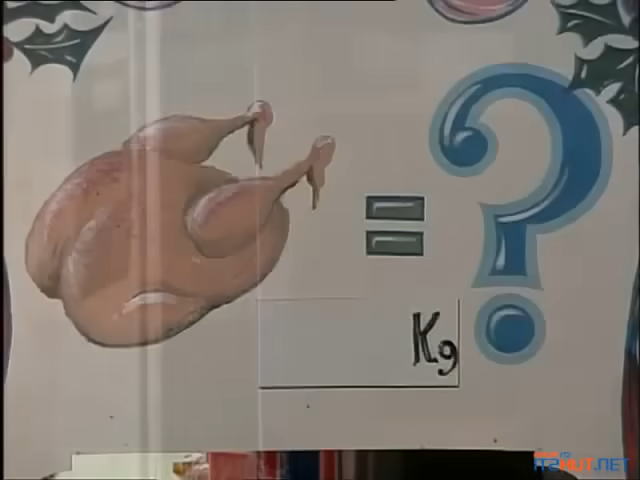 = ?
Kg